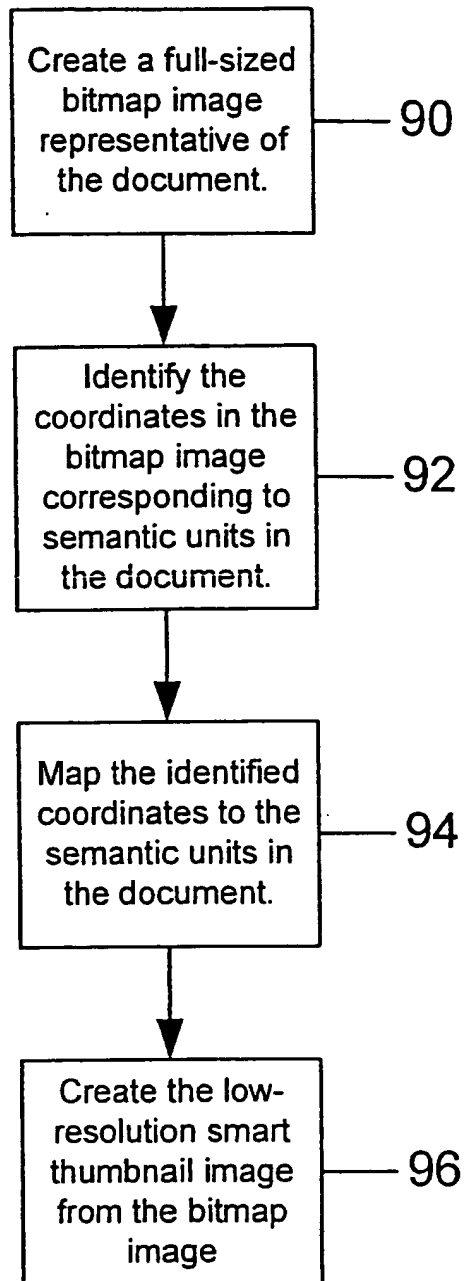 Create a full-sized
bitmap image
representative of
the document.
90
Identify the
coordinates in the
bitmap image
corresponding to
semantic units in
the document.
92
Map the identified
coordinates to the
semantic units in
the document.
94
Create the low-
resolution smart
thumbnail image
from the bitmap
image
96